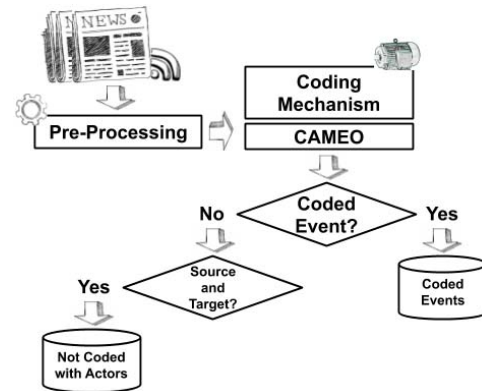 NEWS
Coding
Mechanism
Pre-Processing
CAMEO
No
Coded
Event?
Yes
Yes
Source
and
Target?
Coded
Events
Not Coded
with Actors